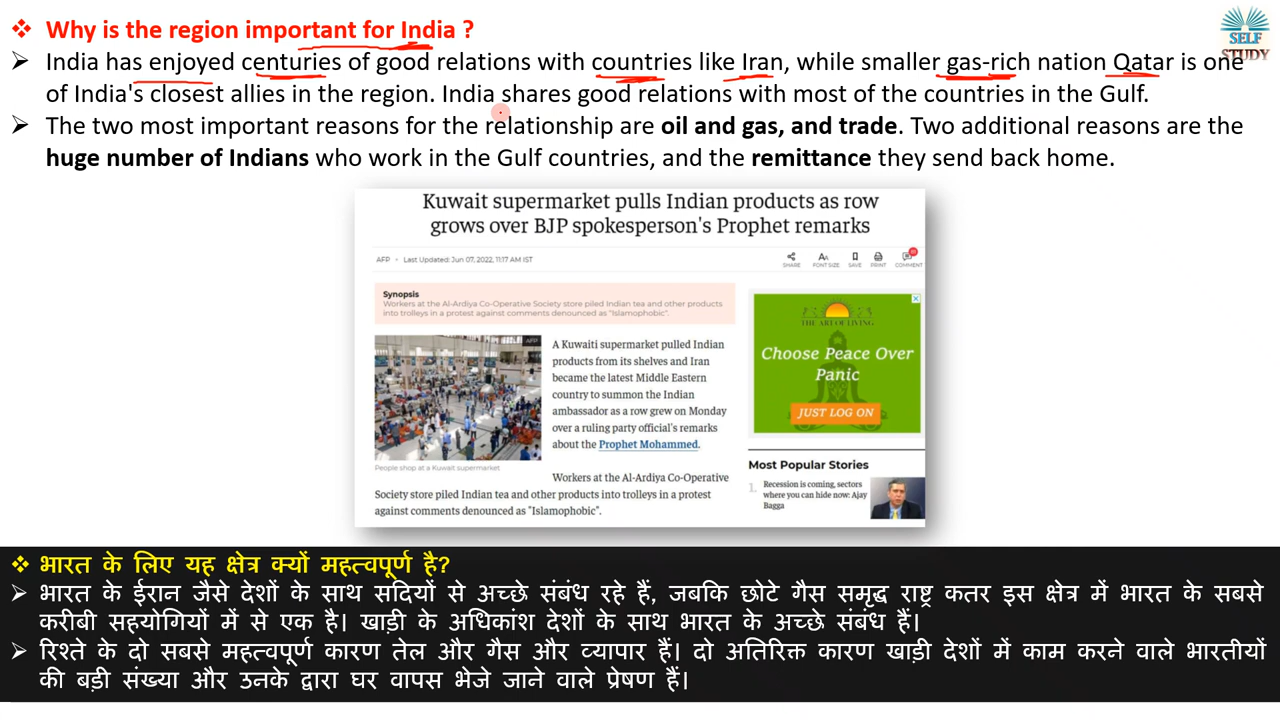 ❖ Why is the region important for India ?
SELF
STUDY
➢ India has enjoyed centuries of good relations with countries like Iran, while smaller gas-rich nation Qatar is one
of India's closest allies in the region. India shares good relations with most of the countries in the Gulf.
➢ The two most important reasons for the relationship are oil and gas, and trade. Two additional reasons are the
huge number of Indians who work in the Gulf countries, and the remittance they send back home.
Kuwait supermarket pulls Indian products as row
grows over BJP spokesperson's Prophet remarks
AFP • Last Updated: Jun 07, 2022, 11:17 AM IST
SHARE FONT SIZE SAVE PRINT COMMENT
Synopsis
Workers at the Al-Ardiya Co-Operative Society store piled Indian tea and other products
into trolleys in a protest against comments denounced as "Islamophobic".
AFP
A Kuwaiti supermarket pulled Indian
products from its shelves and Iran
became the latest Middle Eastern
country to summon the Indian
ambassador as a row grew on Monday
over a ruling party official's remarks
about the Prophet Mohammed.
People shop at a Kuwait supermarket
Workers at the Al-Ardiya Co-Operative
Society store piled Indian tea and other products into trolleys in a protest
against comments denounced as "Islamophobic".
THE ART OF LIVING
Choose Peace Over
Panic
JUST LOG ON
Most Popular Stories
1. Recession is coming, sectors
where you can hide now: Ajay
Bagga
❖ भारत के लिए यह क्षेत्र क्यों महत्वपूर्ण है?
➢ भारत के ईरान जैसे देशों के साथ सदियों से अच्छे संबंध रहे हैं, जबकि छोटे गैस समृद्ध राष्ट्र कतर इस क्षेत्र में भारत के सबसे
करीबी सहयोगियों में से एक है। खाड़ी के अधिकांश देशों के साथ भारत के अच्छे संबंध हैं।
➢ रिश्ते के दो सबसे महत्वपूर्ण कारण तेल और गैस और व्यापार हैं। दो अतिरिक्त कारण खाड़ी देशों में काम करने वाले भारतीयों
की बड़ी संख्या और उनके द्वारा घर वापस भेजे जाने वाले प्रेषण हैं।